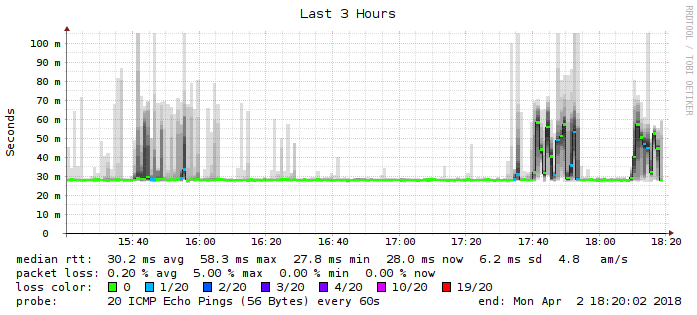 Last 3 Hours
RRDTOOL / TOBI OETIKER
Seconds
100 m
90 m
80 m
70 m
60 m
50 m
40 m
30 m
20 m
10 m
0
15:40 16:00 16:20 16:40 17:00 17:20 17:40 18:00 18:20
median rtt: 30.2 ms avg 58.3 ms max 27.8 ms min 28.0 ms now 6.2 ms sd 4.8 am/s
packet loss: 0.20 % avg 5.00 % max 0.00 % min 0.00 % now
loss color: 0 1/20 2/20 3/20 4/20 10/20 19/20
probe: 20 ICMP Echo Pings (56 Bytes) every 60s end: Mon Apr 2 18:20:02 2018